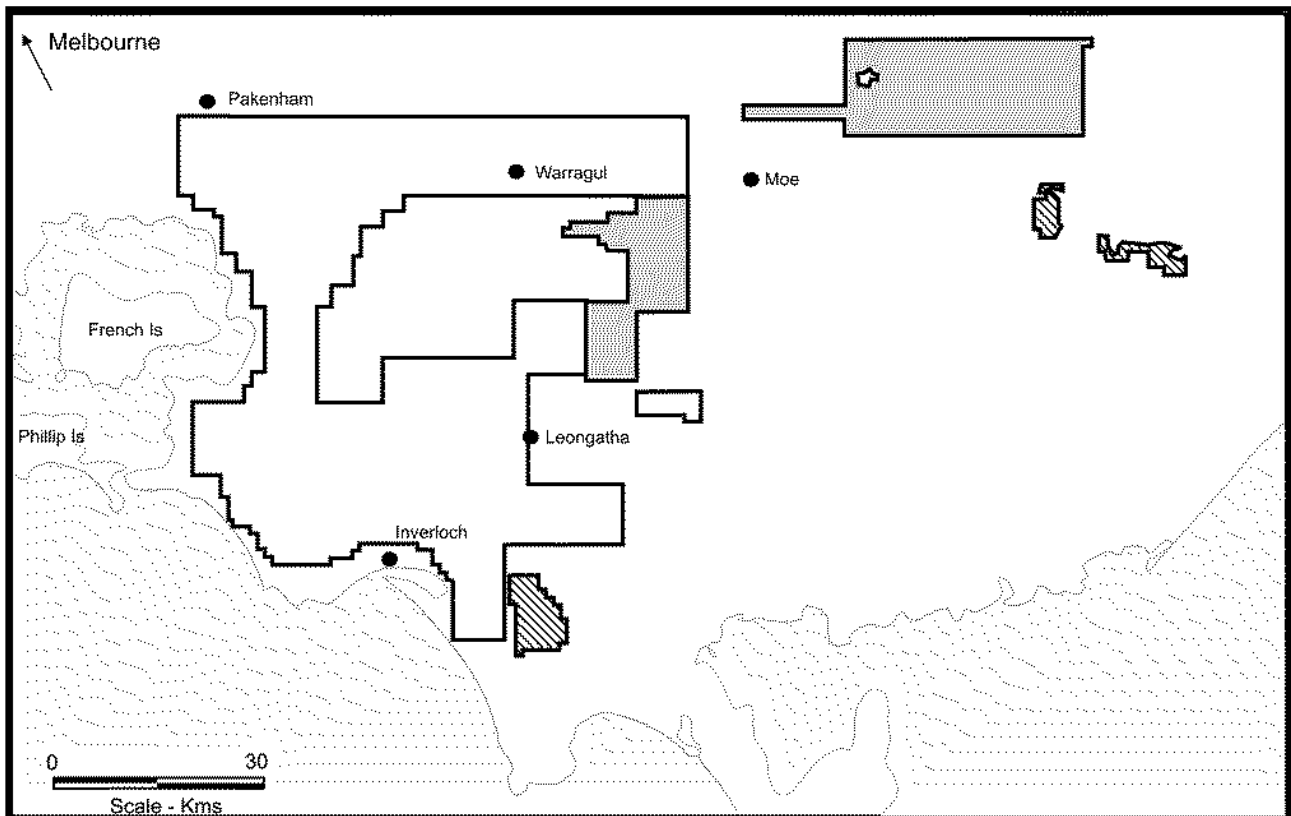 Melbourne
Pakenham
Warragul
Moe
French Is
Phillip Is
Leongatha
Inverloch
0 30
Scale - Kms